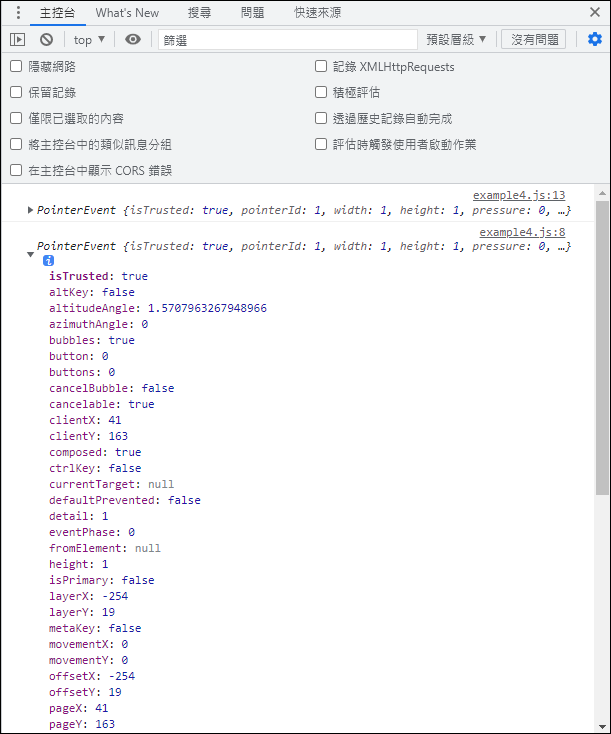 主控台 What's New 搜尋 問題 快速來源
top 篩選 預設層級 沒有問題
隱藏網路 記錄 XMLHttpRequests
保留記錄 積極評估
僅限已選取的內容 透過歷史記錄自動完成
將主控台中的類似訊息分組 評估時觸發使用者啟動作業
在主控台中顯示 CORS 錯誤
example4.js:13
PointerEvent {isTrusted: true, pointerId: 1, width: 1, height: 1, pressure: 0, …}
example4.js:8
PointerEvent {isTrusted: true, pointerId: 1, width: 1, height: 1, pressure: 0, …}
i
isTrusted: true
altKey: false
altitudeAngle: 1.5707963267948966
azimuthAngle: 0
bubbles: true
button: 0
buttons: 0
cancelBubble: false
cancelable: true
clientX: 41
clientY: 163
composed: true
ctrlKey: false
currentTarget: null
defaultPrevented: false
detail: 1
eventPhase: 0
fromElement: null
height: 1
isPrimary: false
layerX: -254
layerY: 19
metaKey: false
movementX: 0
movementY: 0
offsetX: -254
offsetY: 19
pageX: 41
pageY: 163